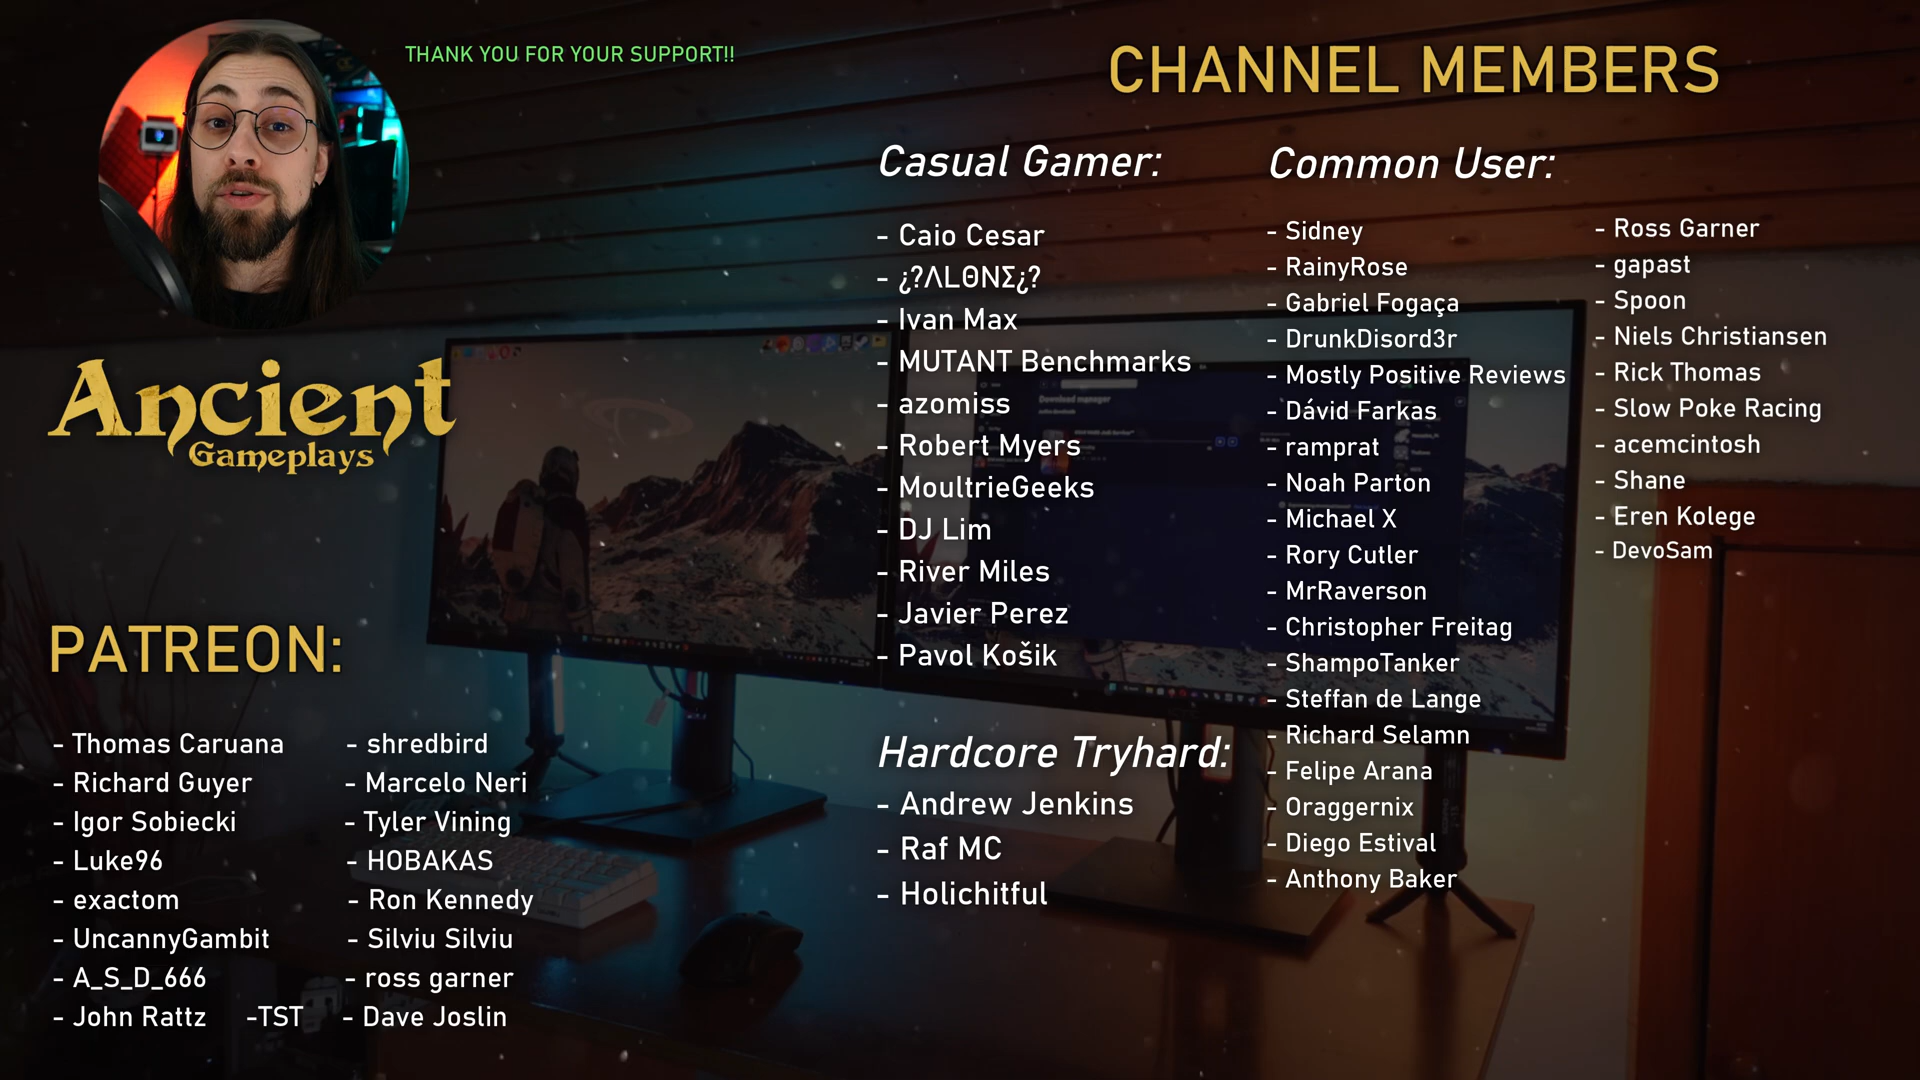 THANK YOU FOR YOUR SUPPORT!!
Ancient
Gameplays
PATREON:
- Thomas Caruana
- Richard Guyer
- Igor Sobiecki
- Luke96
- exactom
- UncannyGambit
- A_S_D_666
- John Rattz
-TST
- shredbird
- Marcelo Neri
- Tyler Vining
- HOBAKAS
- Ron Kennedy
- Silviu Silviu
- ross garner
- Dave Joslin
CHANNEL MEMBERS
Casual Gamer:
- Caio Cesar
- ¿?ΛLΘNΣ¿?
- Ivan Max
- MUTANT Benchmarks
- azomiss
- Robert Myers
- MoultrieGeeks
- DJ Lim
- River Miles
- Javier Perez
- Pavol Košik
Hardcore Tryhard:
- Andrew Jenkins
- Raf MC
- Holichitful
Common User:
- Sidney
- RainyRose
- Gabriel Fogaça
- DrunkDisord3r
- Mostly Positive Reviews
- Dávid Farkas
- ramprat
- Noah Parton
- Michael X
- Rory Cutler
- MrRaverson
- Christopher Freitag
- ShampoTanker
- Steffan de Lange
- Richard Selamn
- Felipe Arana
- Oraggernix
- Diego Estival
- Anthony Baker
- Ross Garner
- gapast
- Spoon
- Niels Christiansen
- Rick Thomas
- Slow Poke Racing
- acemcintosh
- Shane
- Eren Kolege
- DevoSam
Download manager